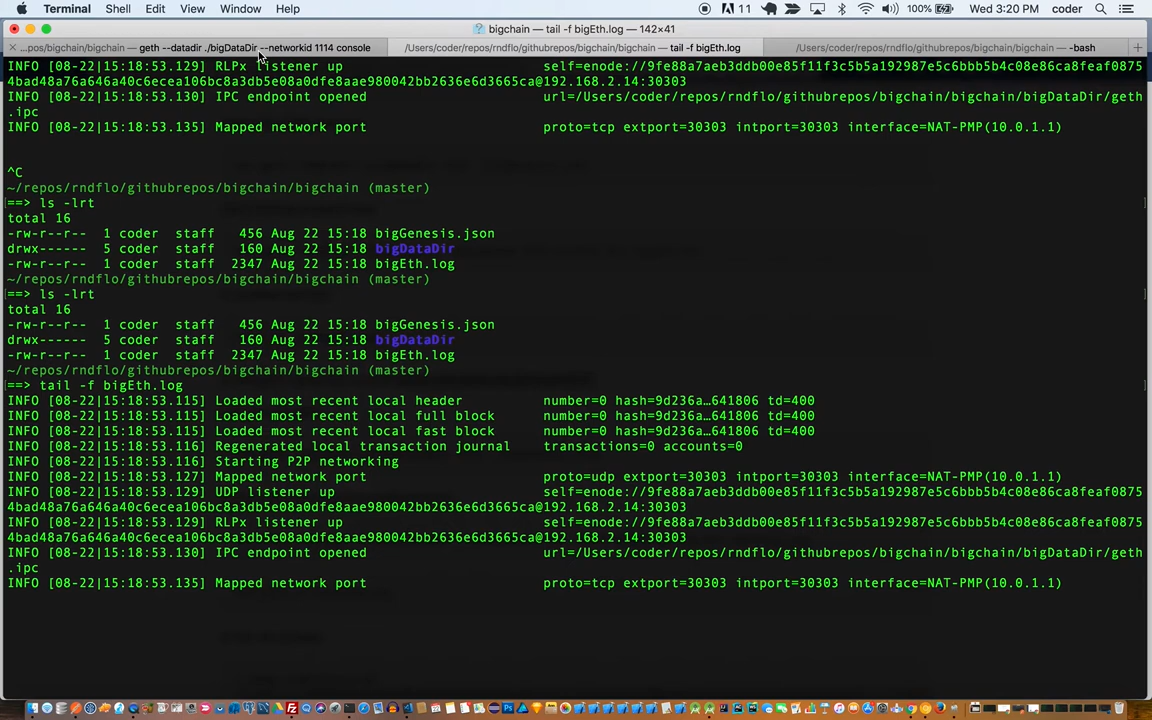 Terminal Shell Edit View Window Help 11 100% Wed 3:20 PM coder
bigchain — tail -f bigEth.log — 142×41
...pos/bigchain/bigchain — geth --datadir ./bigDataDir --networkid 1114 console
/Users/coder/repos/rndflo/githubrepos/bigchain/bigchain — tail -f bigEth.log
/Users/coder/repos/rndflo/githubrepos/bigchain/bigchain — -bash
INFO [08-22|15:18:53.129] RLPx listener up self=enode://9fe88a7aeb3ddb00e85f11f3c5b5a192987e5c6bbb5b4c08e86ca8feaf0875
4bad48a76a646a40c6ecea106bc8a3db5e08a0fde6f8aae980042bb2636e6d3665ca@192.168.2.14:30303
INFO [08-22|15:18:53.130] IPC endpoint opened url=/Users/coder/repos/rndflo/githubrepos/bigchain/bigchain/bigDataDir/geth
.ipc
INFO [08-22|15:18:53.135] Mapped network port proto=tcp extport=30303 intport=30303 interface=NAT-PMP(10.0.1.1)
^C
~/repos/rndflo/githubrepos/bigchain/bigchain (master)
==> ls -lrt
total 16
-rw-r--r-- 1 coder staff 456 Aug 22 15:18 bigGenesis.json
drwx------ 5 coder staff 160 Aug 22 15:18 bigDataDir
-rw-r--r-- 1 coder staff 2347 Aug 22 15:18 bigEth.log
~/repos/rndflo/githubrepos/bigchain/bigchain (master)
==> ls -lrt
total 16
-rw-r--r-- 1 coder staff 456 Aug 22 15:18 bigGenesis.json
drwx------ 5 coder staff 160 Aug 22 15:18 bigDataDir
-rw-r--r-- 1 coder staff 2347 Aug 22 15:18 bigEth.log
~/repos/rndflo/githubrepos/bigchain/bigchain (master)
==> tail -f bigEth.log
INFO [08-22|15:18:53.115] Loaded most recent local header number=0 hash=9d236a…641806 td=400
INFO [08-22|15:18:53.115] Loaded most recent local full block number=0 hash=9d236a…641806 td=400
INFO [08-22|15:18:53.115] Loaded most recent local fast block number=0 hash=9d236a…641806 td=400
INFO [08-22|15:18:53.116] Regenerated local transaction journal transactions=0 accounts=0
INFO [08-22|15:18:53.116] Starting P2P networking
INFO [08-22|15:18:53.127] Mapped network port proto=udp extport=30303 intport=30303 interface=NAT-PMP(10.0.1.1)
INFO [08-22|15:18:53.129] UDP listener up self=enode://9fe88a7aeb3ddb00e85f11f3c5b5a192987e5c6bbb5b4c08e86ca8feaf0875
4bad48a76a646a40c6ecea106bc8a3db5e08a0fde6f8aae980042bb2636e6d3665ca@192.168.2.14:30303
INFO [08-22|15:18:53.129] RLPx listener up self=enode://9fe88a7aeb3ddb00e85f11f3c5b5a192987e5c6bbb5b4c08e86ca8feaf0875
4bad48a76a646a40c6ecea106bc8a3db5e08a0fde6f8aae980042bb2636e6d3665ca@192.168.2.14:30303
INFO [08-22|15:18:53.130] IPC endpoint opened url=/Users/coder/repos/rndflo/githubrepos/bigchain/bigchain/bigDataDir/geth
.ipc
INFO [08-22|15:18:53.135] Mapped network port proto=tcp extport=30303 intport=30303 interface=NAT-PMP(10.0.1.1)